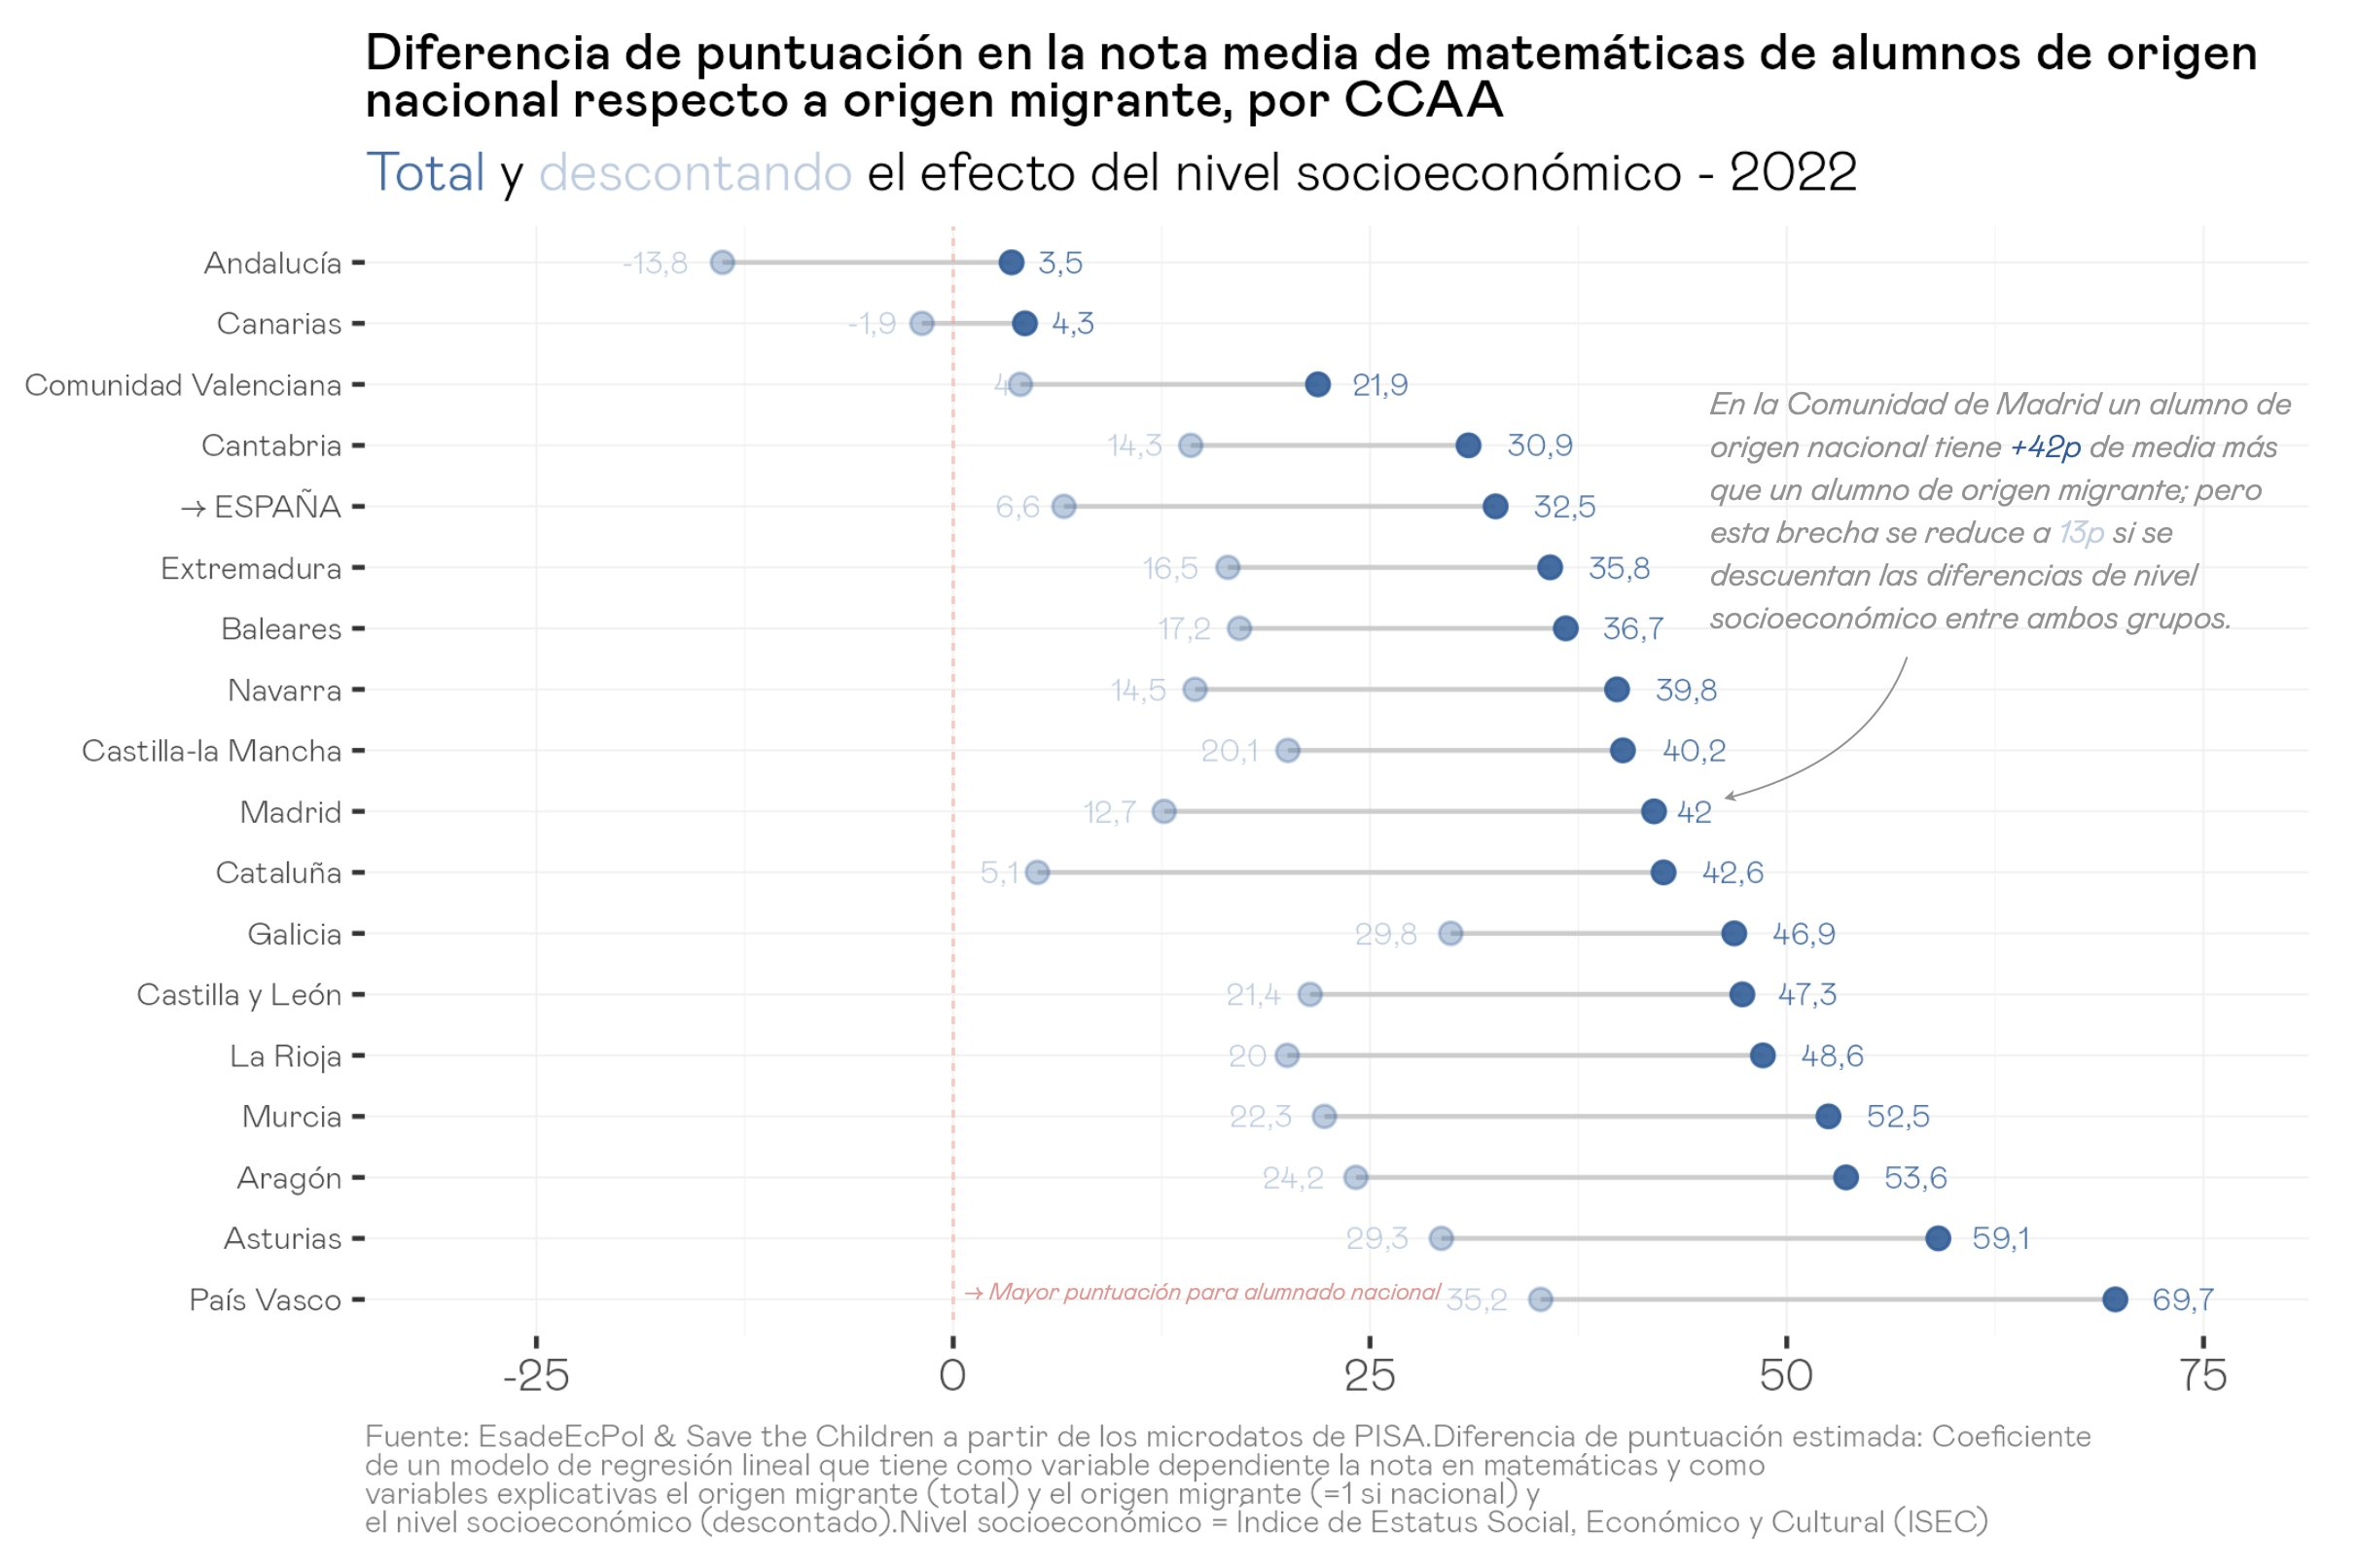 Diferencia de puntuación en la nota media de matemáticas de alumnos de origen
nacional respecto a origen migrante, por CCAA
Total y descontando el efecto del nivel socioeconómico - 2022
Andalucía -13,8 3,5
Canarias -1,9 4,3
Comunidad Valenciana 4 21,9
Cantabria 14,3 30,9
→ ESPAÑA 6,6 32,5
Extremadura 16,5 35,8
Baleares 17,2 36,7
Navarra 14,5 39,8
Castilla-la Mancha 20,1 40,2
Madrid 12,7 42
Cataluña 5,1 42,6
Galicia 29,8 46,9
Castilla y León 21,4 47,3
La Rioja 20 48,6
Murcia 22,3 52,5
Aragón 24,2 53,6
Asturias 29,3 59,1
País Vasco 35,2 69,7
En la Comunidad de Madrid un alumno de
origen nacional tiene +42p de media más
que un alumno de origen migrante; pero
esta brecha se reduce a 13p si se
descuentan las diferencias de nivel
socioeconómico entre ambos grupos.
→ Mayor puntuación para alumnado nacional
-25 0 25 50 75
Fuente: EsadeEcPol & Save the Children a partir de los microdatos de PISA.Diferencia de puntuación estimada: Coeficiente
de un modelo de regresión lineal que tiene como variable dependiente la nota en matemáticas y como
variables explicativas el origen migrante (total) y el origen migrante (=1 si nacional) y
el nivel socioeconómico (descontado).Nivel socioeconómico = Índice de Estatus Social, Económico y Cultural (ISEC)